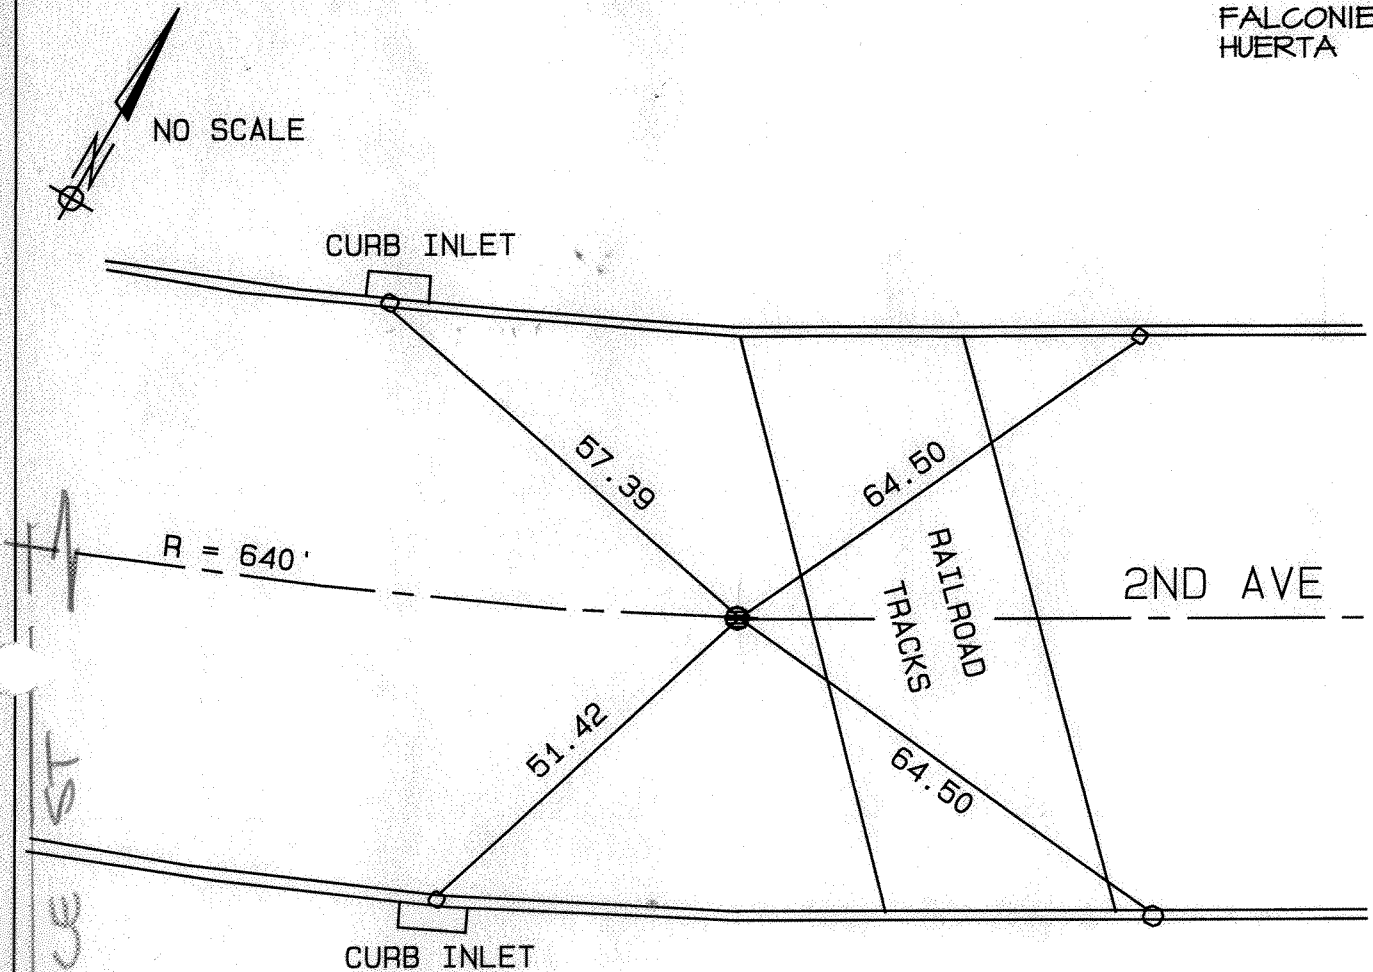 FALCONIE
HUERTA
NO SCALE
N
CURB INLET
57.39
64.50
R = 640'
RAILROAD
TRACKS
2ND AVE
51.42
64.50
ST
CURB INLET